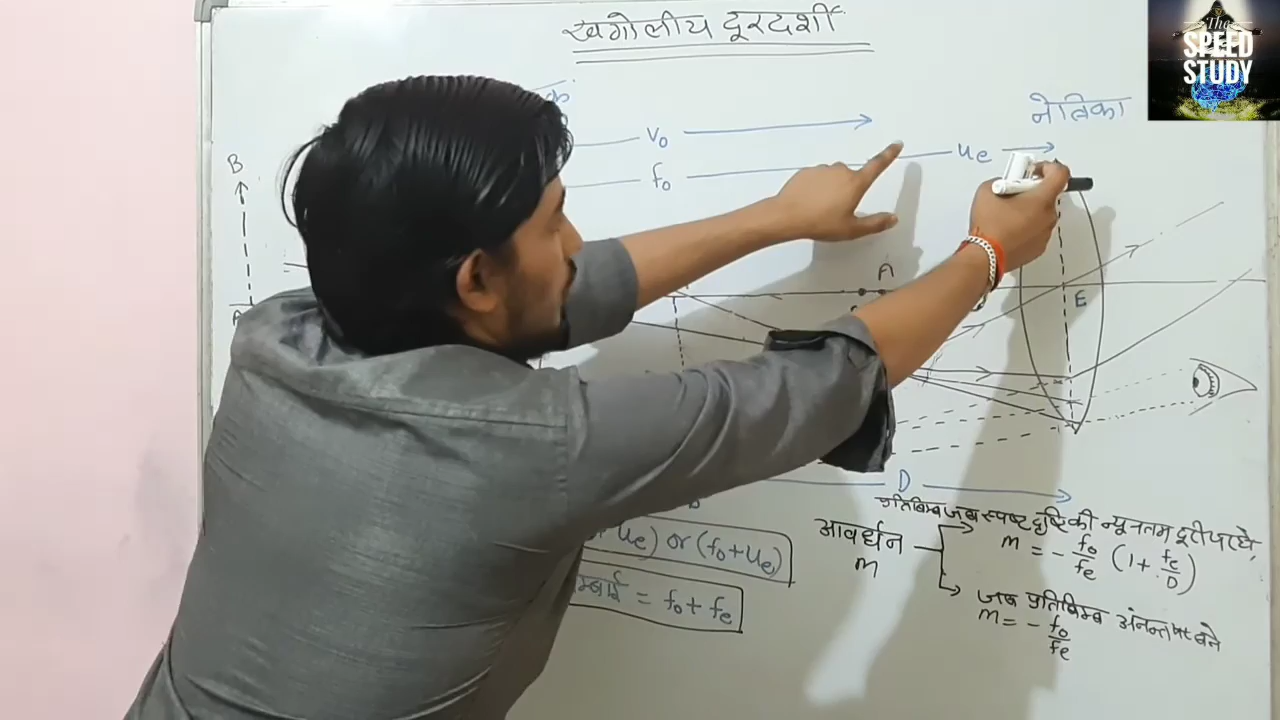 खगोलीय दूरदर्शी
The
SPEED
STUDY
नेत्रिका
v₀
f₀
uₑ
B
A
A
E
D
uₑ) or (f₀+uₑ)
म्बाई = f₀ + fₑ
आवर्धन
m
प्रतिबिम्ब जब स्पष्ट दृष्टि की न्यूनतम दूरी पर बने,
m = - f₀/fₑ (1 + fₑ/D)
जब प्रतिबिम्ब अनन्त पर बने
m = - f₀/fₑ